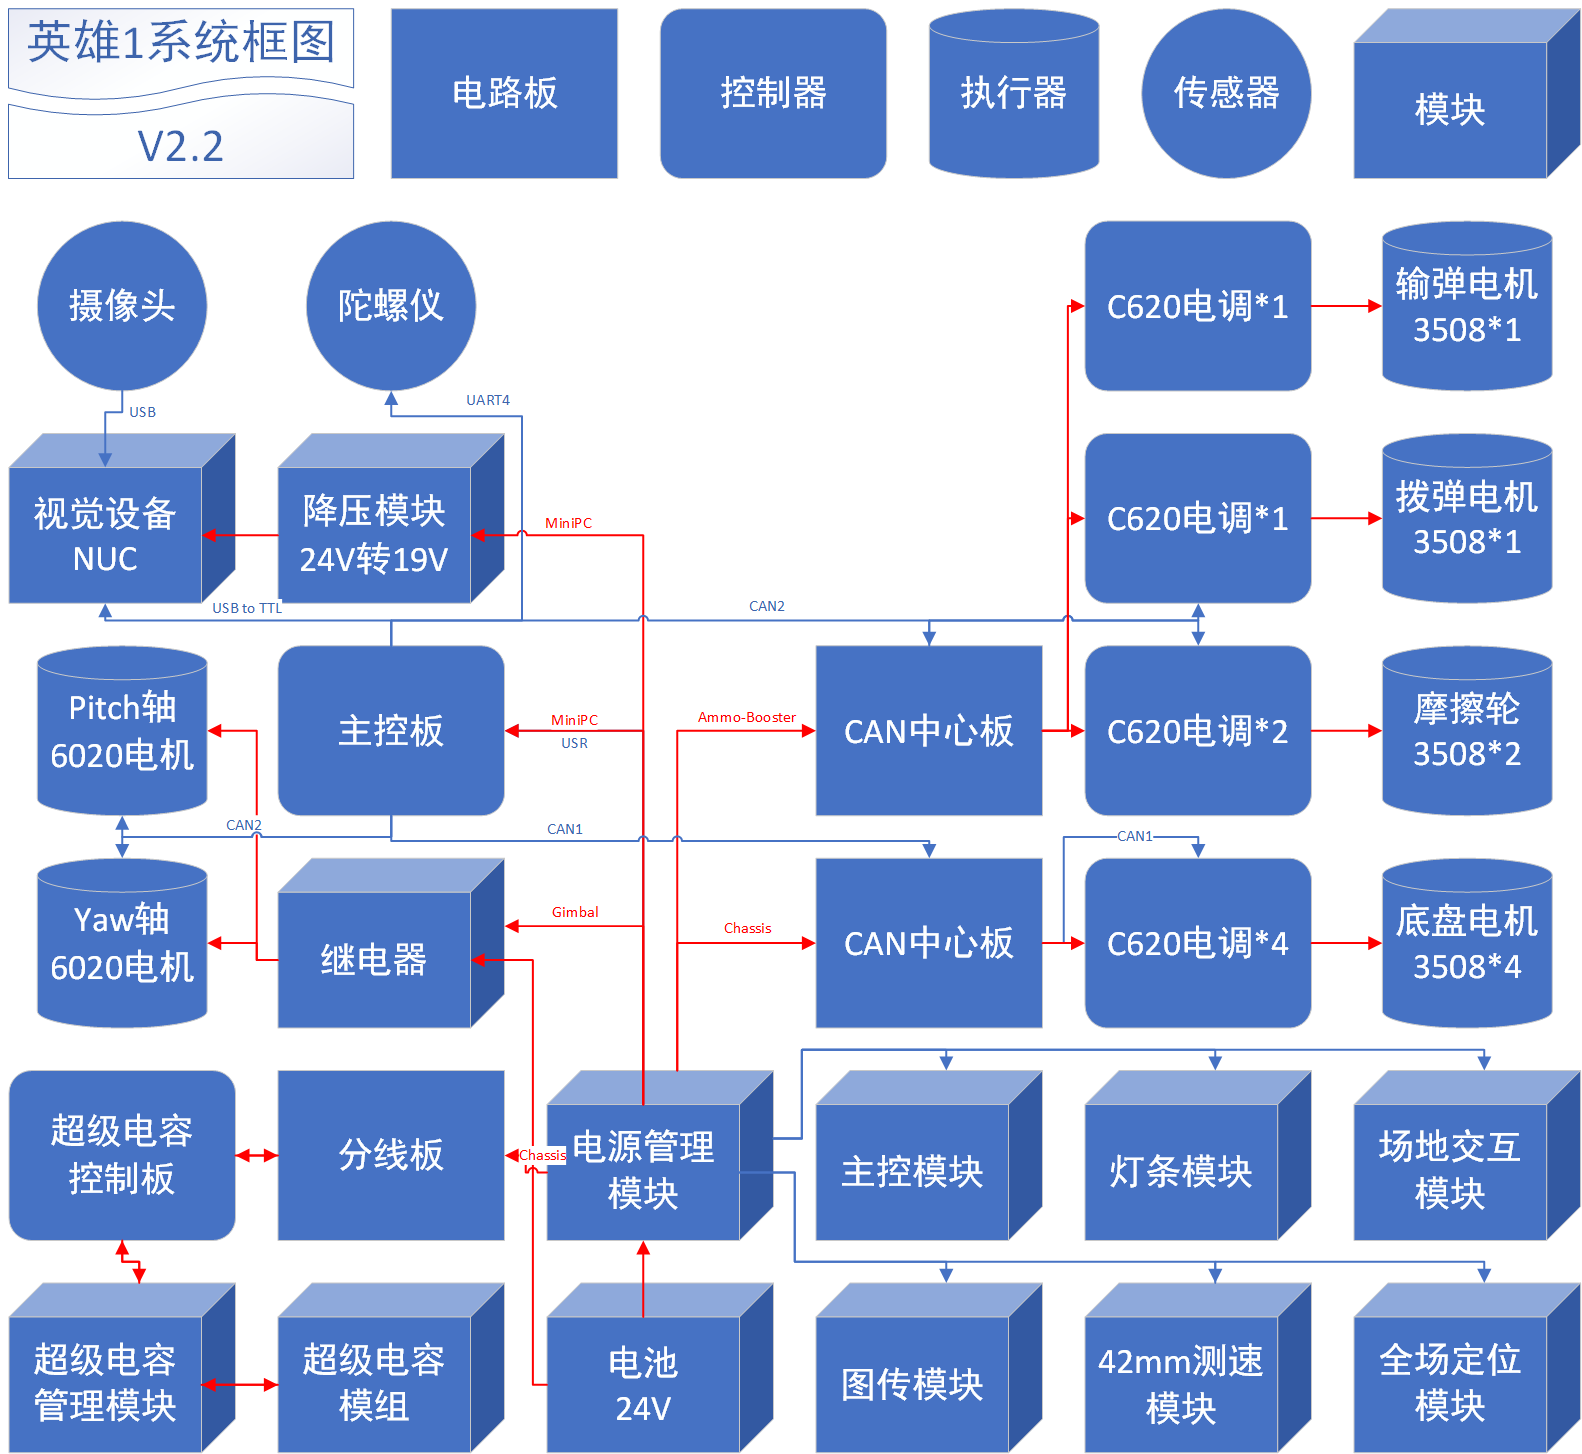 英雄1系统框图
V2.2
电路板
控制器
执行器
传感器
模块
摄像头
陀螺仪
C620电调*1
输弹电机
3508*1
USB
UART4
视觉设备
NUC
降压模块
24V转19V
MiniPC
C620电调*1
拨弹电机
3508*1
USB to TTL
CAN2
Pitch轴
6020电机
主控板
MiniPC
USR
Ammo-Booster
CAN中心板
C620电调*2
摩擦轮
3508*2
CAN2
CAN1
CAN1
Yaw轴
6020电机
继电器
Gimbal
Chassis
CAN中心板
C620电调*4
底盘电机
3508*4
超级电容
控制板
分线板
Chassis
电源管理
模块
主控模块
灯条模块
场地交互
模块
超级电容
管理模块
超级电容
模组
电池
24V
图传模块
42mm测速
模块
全场定位
模块